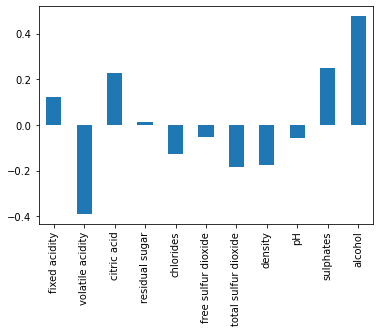 0.4
0.2
0.0
−0.2
−0.4
fixed acidity
volatile acidity
citric acid
residual sugar
chlorides
free sulfur dioxide
total sulfur dioxide
density
pH
sulphates
alcohol